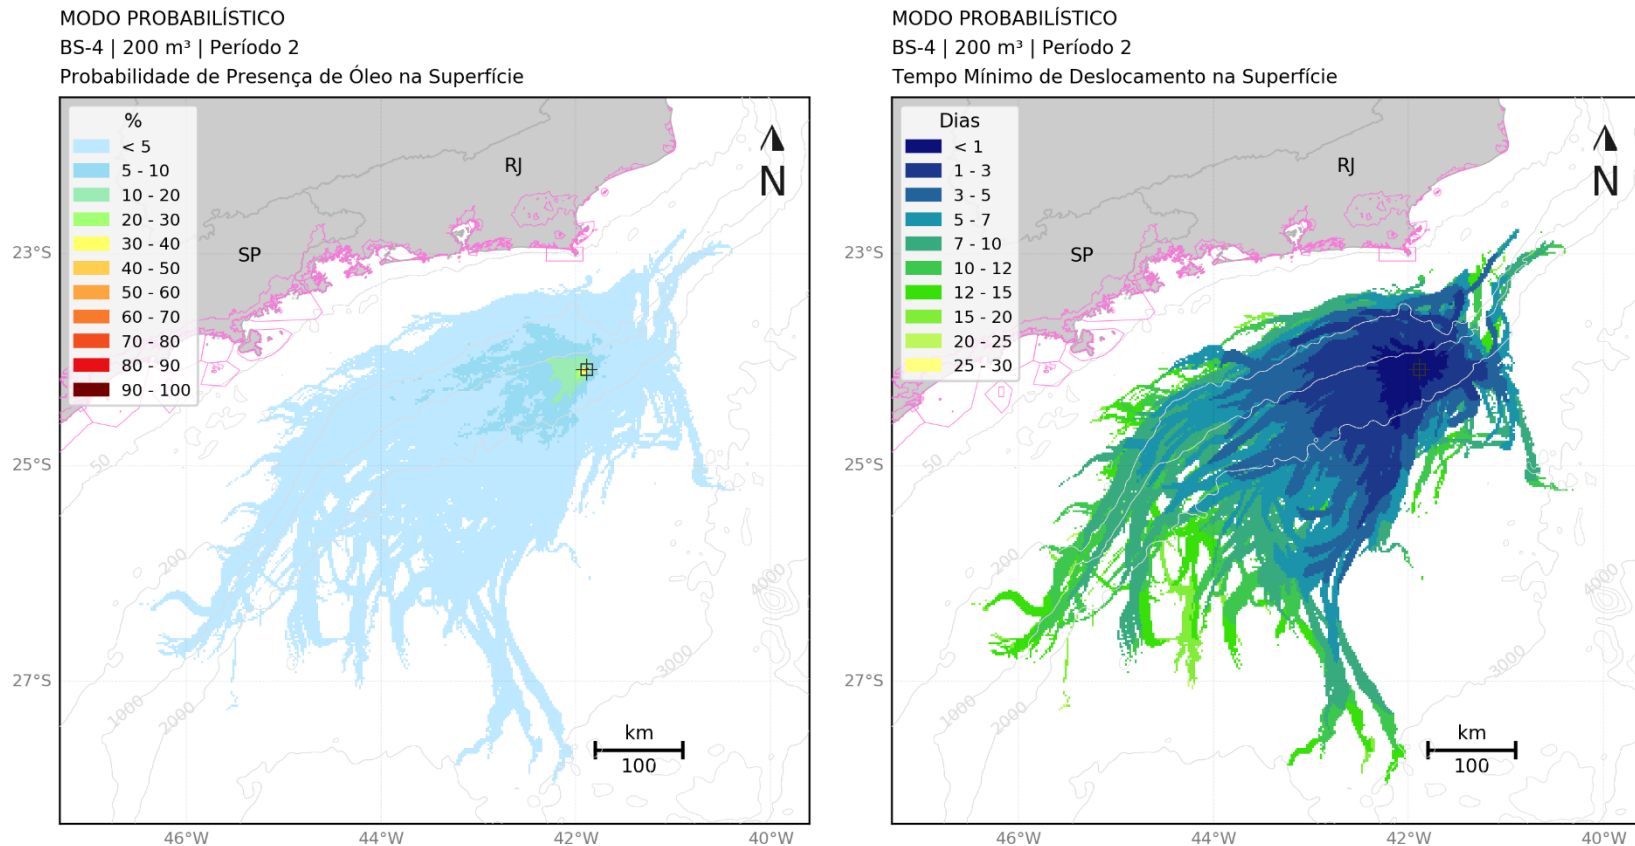 MODO PROBABILÍSTICO
BS-4 | 200 m³ | Período 2
Probabilidade de Presença de Óleo na Superfície
%
< 5
5 - 10
10 - 20
20 - 30
30 - 40
40 - 50
50 - 60
60 - 70
70 - 80
80 - 90
90 - 100
RJ
SP
N
23°S
25°S
27°S
50
200
1000
2000
3000
4000
km
100
46°W
44°W
42°W
40°W
MODO PROBABILÍSTICO
BS-4 | 200 m³ | Período 2
Tempo Mínimo de Deslocamento na Superfície
Dias
< 1
1 - 3
3 - 5
5 - 7
7 - 10
10 - 12
12 - 15
15 - 20
20 - 25
25 - 30
RJ
SP
N
23°S
25°S
27°S
50
200
1000
2000
3000
4000
km
100
46°W
44°W
42°W
40°W